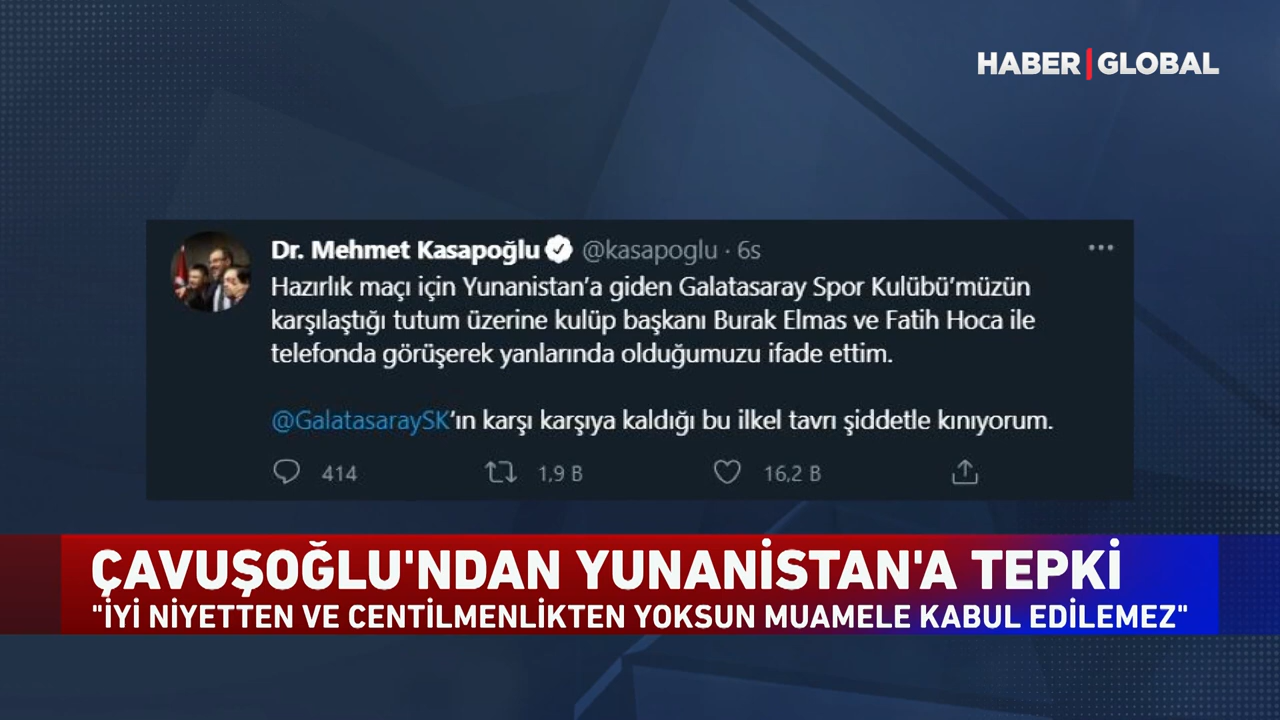 HABER GLOBAL
Dr. Mehmet Kasapoğlu @kasapoglu · 6s
Hazırlık maçı için Yunanistan'a giden Galatasaray Spor Kulübü'müzün
karşılaştığı tutum üzerine kulüp başkanı Burak Elmas ve Fatih Hoca ile
telefonda görüşerek yanlarında olduğumuzu ifade ettim.
@GalatasaraySK'ın karşı karşıya kaldığı bu ilkel tavrı şiddetle kınıyorum.
414 1,9 B 16,2 B
ÇAVUŞOĞLU'NDAN YUNANİSTAN'A TEPKİ
"İYİ NİYETTEN VE CENTİLMENLİKTEN YOKSUN MUAMELE KABUL EDİLEMEZ"